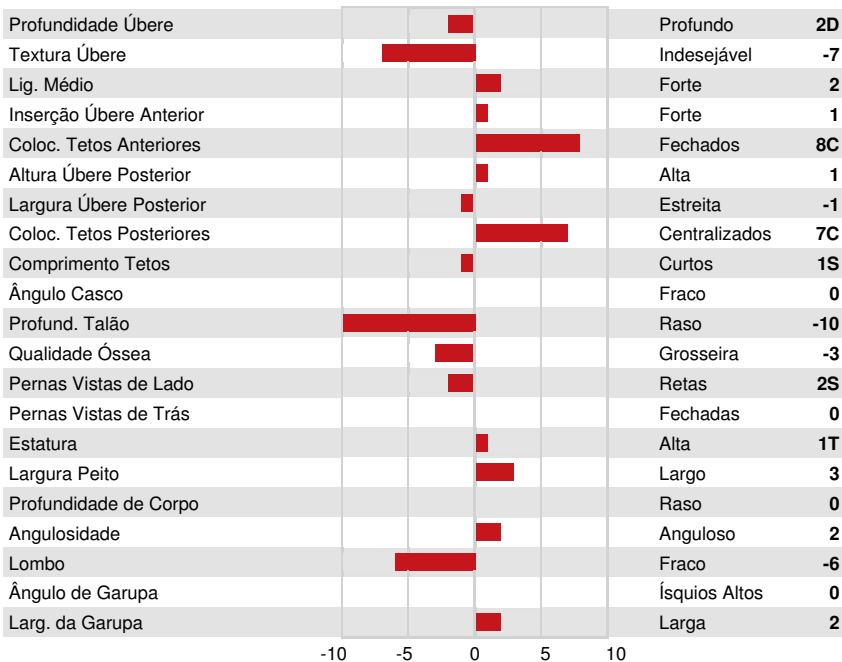 Profundidade Úbere Profundo 2D
Textura Úbere Indesejável -7
Lig. Médio Forte 2
Inserção Úbere Anterior Forte 1
Coloc. Tetos Anteriores Fechados 8C
Altura Úbere Posterior Alta 1
Largura Úbere Posterior Estreita -1
Coloc. Tetos Posteriores Centralizados 7C
Comprimento Tetos Curtos 1S
Ângulo Casco Fraco 0
Profund. Talão Raso -10
Qualidade Óssea Grosseira -3
Pernas Vistas de Lado Retas 2S
Pernas Vistas de Trás Fechadas 0
Estatura Alta 1T
Largura Peito Largo 3
Profundidade de Corpo Raso 0
Angulosidade Anguloso 2
Lombo Fraco -6
Ângulo de Garupa Ísquios Altos 0
Larg. da Garupa Larga 2
-10 -5 0 5 10